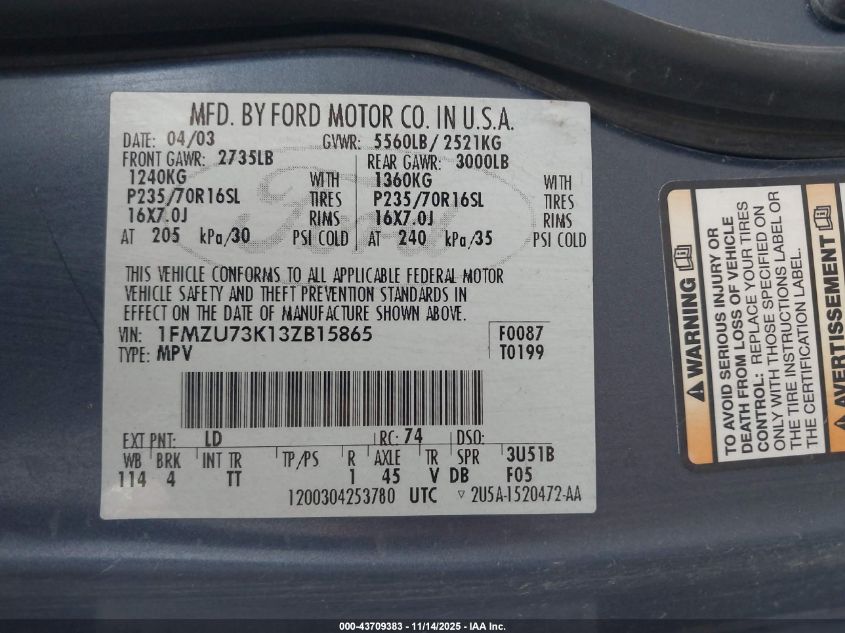 MFD. BY FORD MOTOR CO. IN U.S.A.
DATE: 04/03 GVWR: 5560LB/2521KG
FRONT GAWR: 2735LB REAR GAWR: 3000LB
1240KG WITH 1360KG WITH
P235/70R16SL TIRES P235/70R16SL TIRES
16X7.0J RIMS 16X7.0J RIMS
AT 205 kPa/30 PSI COLD AT 240 kPa/35 PSI COLD
THIS VEHICLE CONFORMS TO ALL APPLICABLE FEDERAL MOTOR
VEHICLE SAFETY AND THEFT PREVENTION STANDARDS IN
EFFECT ON THE DATE OF MANUFACTURE SHOWN ABOVE.
VIN: 1FMZU73K13ZB15865 F0087
TYPE: MPV T0199
EXT PNT: LD RC: 74 DSO:
WB BRK INT TR TP/PS R AXLE TR SPR 3U51B
114 4 TT 1 45 V DB F05
1200304253780 UTC ▽ 2U5A-1520472-AA
Ford
WARNING
TO AVOID SERIOUS INJURY OR
DEATH FROM LOSS OF VEHICLE
CONTROL: REPLACE YOUR TIRES
ONLY WITH THOSE SPECIFIED ON
THE TIRE INSTRUCTIONS LABEL OR
THE CERTIFICATION LABEL.
AVERTISSEMENT
000-43709383 - 11/14/2025 - IAA Inc.